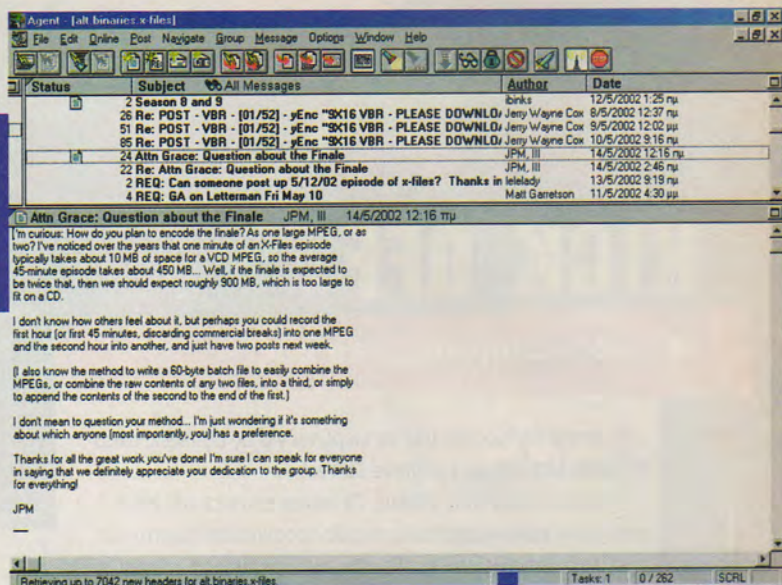 Agent - [alt.binaries.x-files]
File Edit Online Post Navigate Group Message Options Window Help
Status Subject All Messages Author Date
2 Season 8 and 9 ibinks 12/5/2002 1:25 πμ
26 Re: POST - VBR - [01/52] - yEnc "9X16 VBR - PLEASE DOWNLO Jerry Wayne Cox 8/5/2002 12:37 πμ
51 Re: POST - VBR - [01/52] - yEnc "9X16 VBR - PLEASE DOWNLO Jerry Wayne Cox 9/5/2002 12:02 μμ
85 Re: POST - VBR - [01/52] - yEnc "9X16 VBR - PLEASE DOWNLO Jerry Wayne Cox 10/5/2002 9:16 πμ
24 Attn Grace: Question about the Finale JPM, III 14/5/2002 12:16 πμ
22 Re: Attn Grace: Question about the Finale JPM, III 14/5/2002 2:46 πμ
2 REQ: Can someone post up 5/12/02 episode of x-files? Thanks in lelelady 13/5/2002 9:19 πμ
4 REQ: GA on Letterman Fri May 10 Matt Garretson 11/5/2002 4:30 μμ
Attn Grace: Question about the Finale JPM, III 14/5/2002 12:16 πμ
I'm curious: How do you plan to encode the finale? As one large MPEG, or as
two? I've noticed over the years that one minute of an X-Files episode
typically takes about 10 MB of space for a VCD MPEG, so the average
45-minute episode takes about 450 MB... Well, if the finale is expected to
be twice that, then we should expect roughly 900 MB, which is too large to
fit on a CD.
I don't know how others feel about it, but perhaps you could record the
first hour (or first 45 minutes, discarding commercial breaks) into one MPEG
and the second hour into another, and just have two posts next week.
(I also know the method to write a 60-byte batch file to easily combine the
MPEGs, or combine the raw contents of any two files, into a third, or simply
to append the contents of the second to the end of the first.)
I don't mean to question your method... I'm just wondering if it's something
about which anyone (most importantly, you) has a preference.
Thanks for all the great work you've done! I'm sure I can speak for everyone
in saying that we definitely appreciate your dedication to the group. Thanks
for everything!
JPM
—
Retrieving up to 7042 new headers for alt.binaries.x-files. Tasks: 1 0 / 262 SCRL